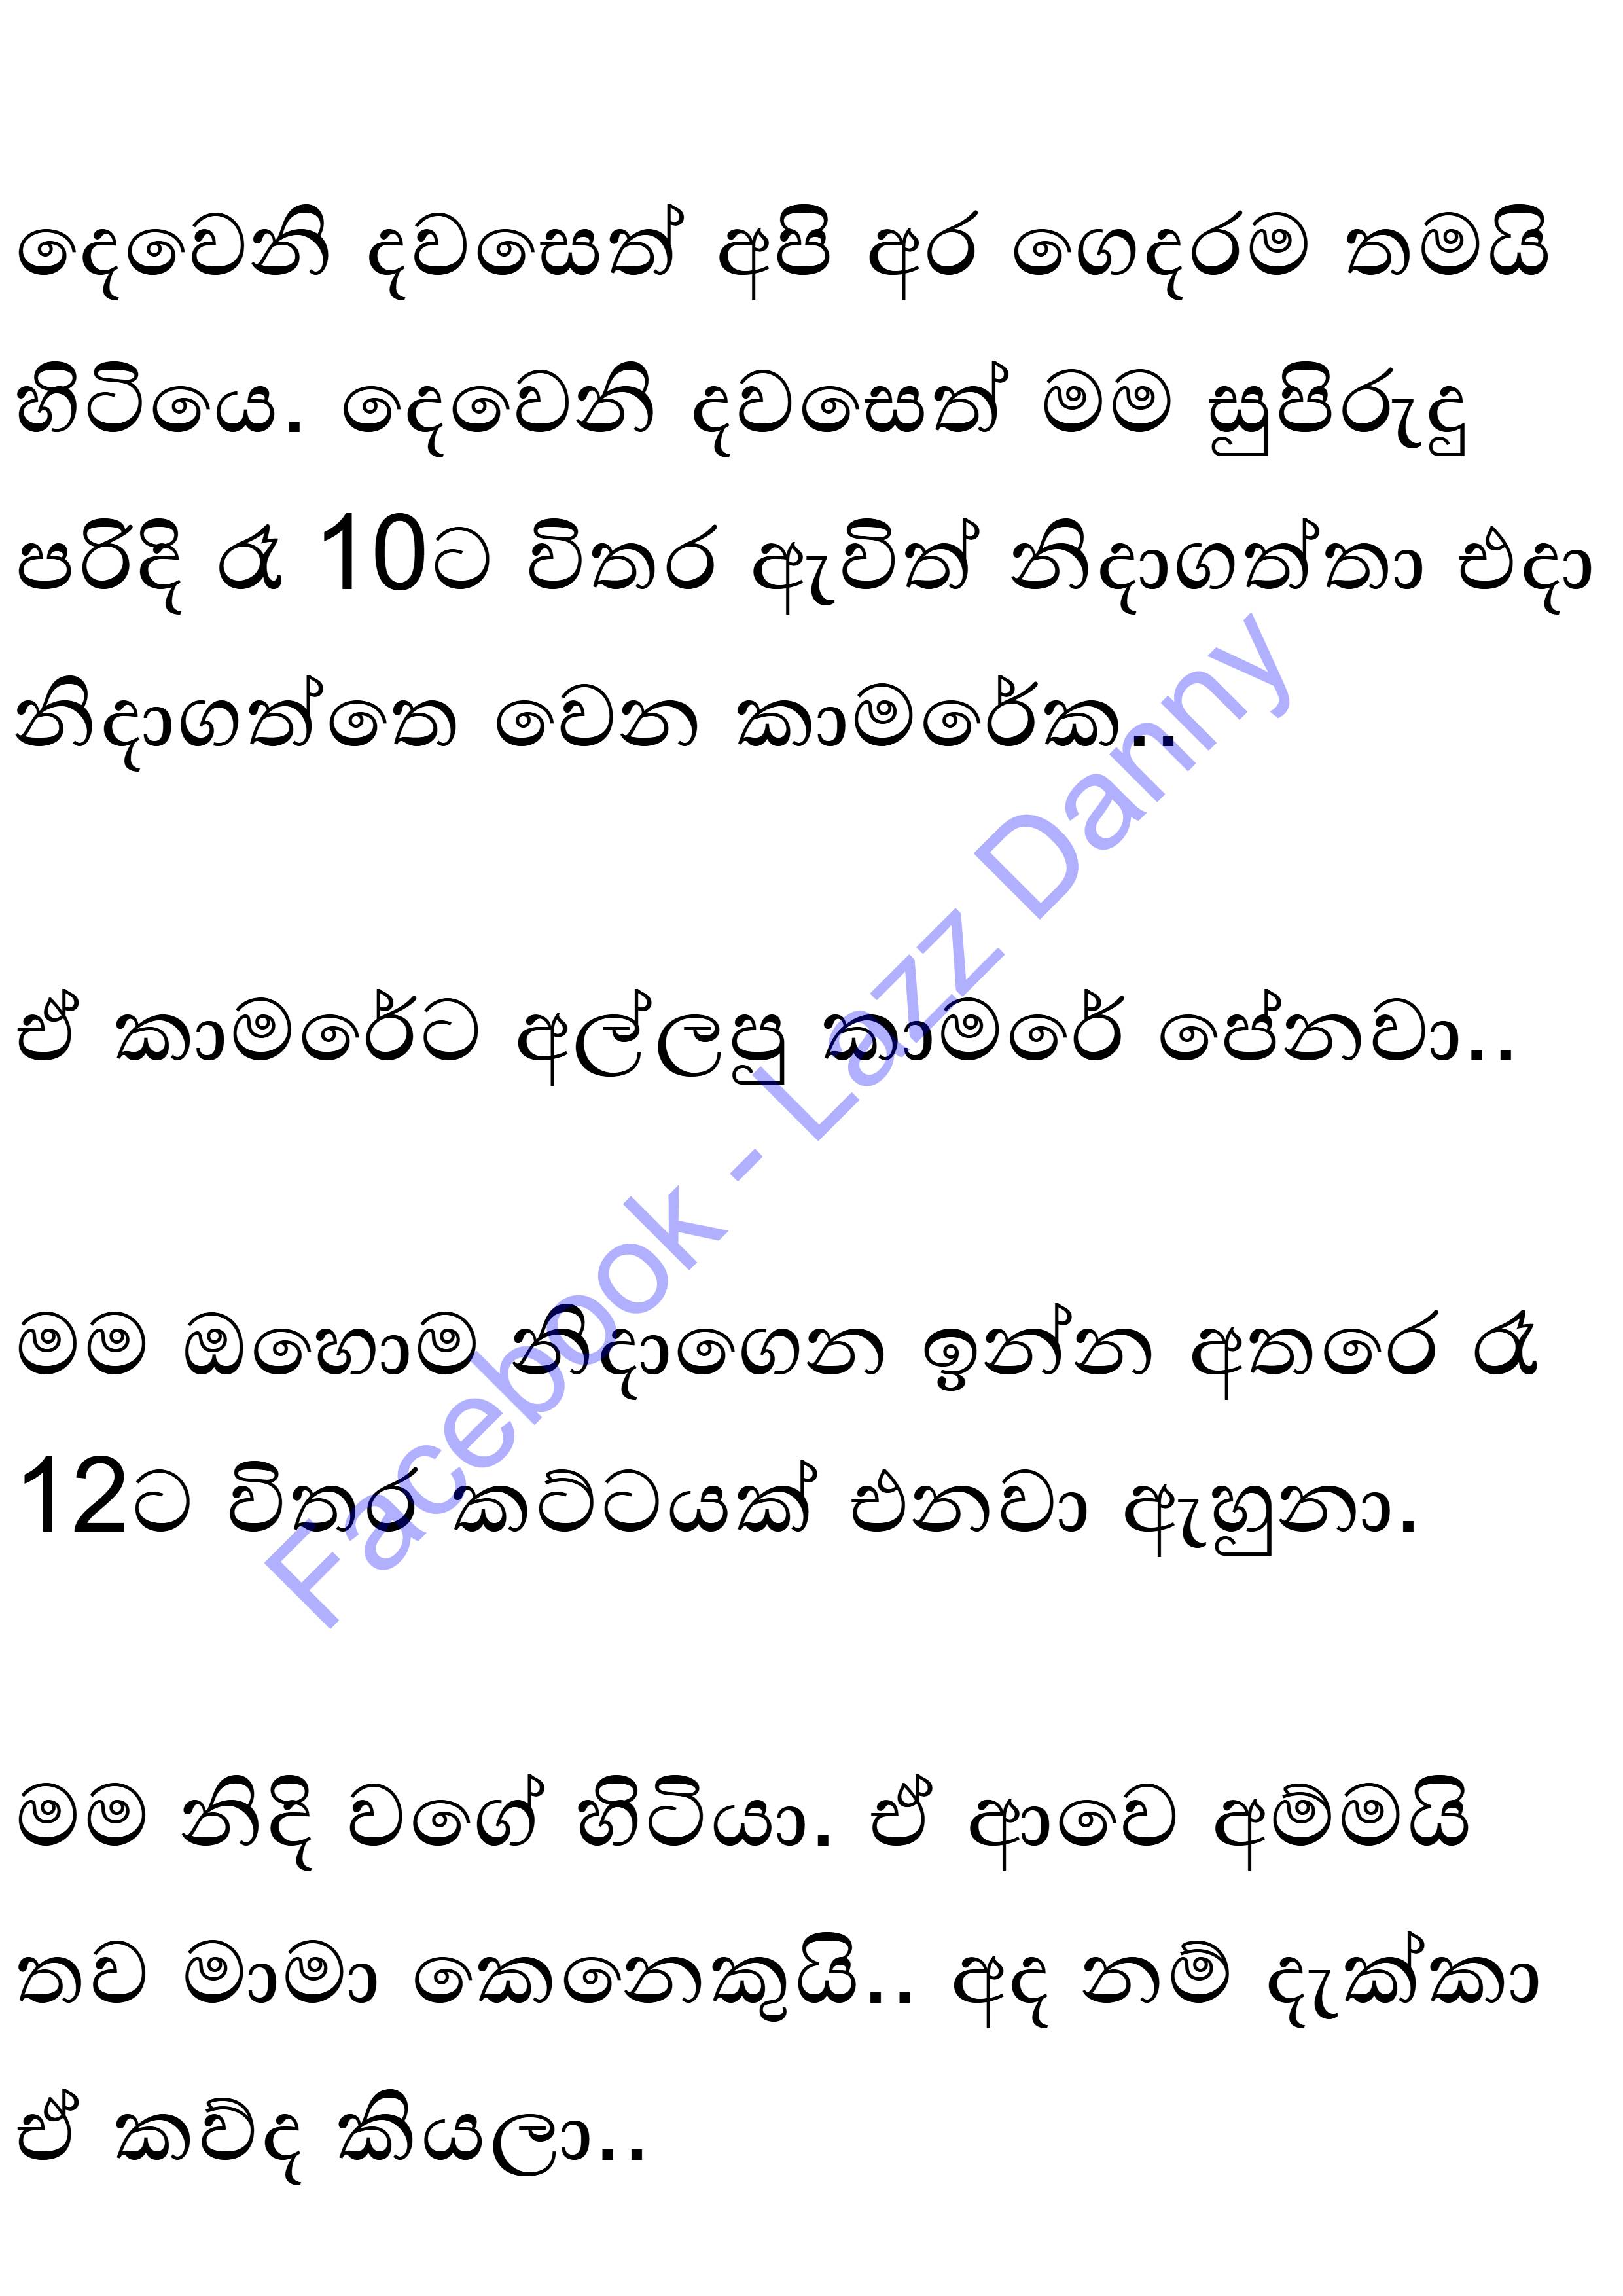 දෙවෙනි දවසෙත් අපි අර ගෙදරම තමයි
හිටියෙ. දෙවෙනි දවසෙත් මම සුපිරුදු
පරිදි රෑ 10ට විතර ඇවිත් නිදාගත්තා එදා
නිදාගත්තෙ වෙන කාමරේක..
ඒ කාමරේට අල්ලපු කාමරේ පේනවා..
මම ඔහොම නිදාගෙන ඉන්න අතරෙ රෑ
12ට විතර කට්ටයක් එනවා ඇහුනා.
මම නිදි වගේ හිටියා. ඒ ආවෙ අම්මයි
තව මාමා කෙනෙකුයි.. අද නම් දැක්කා
ඒ කව්ද කියලා..
Facebook - Lazz Danny